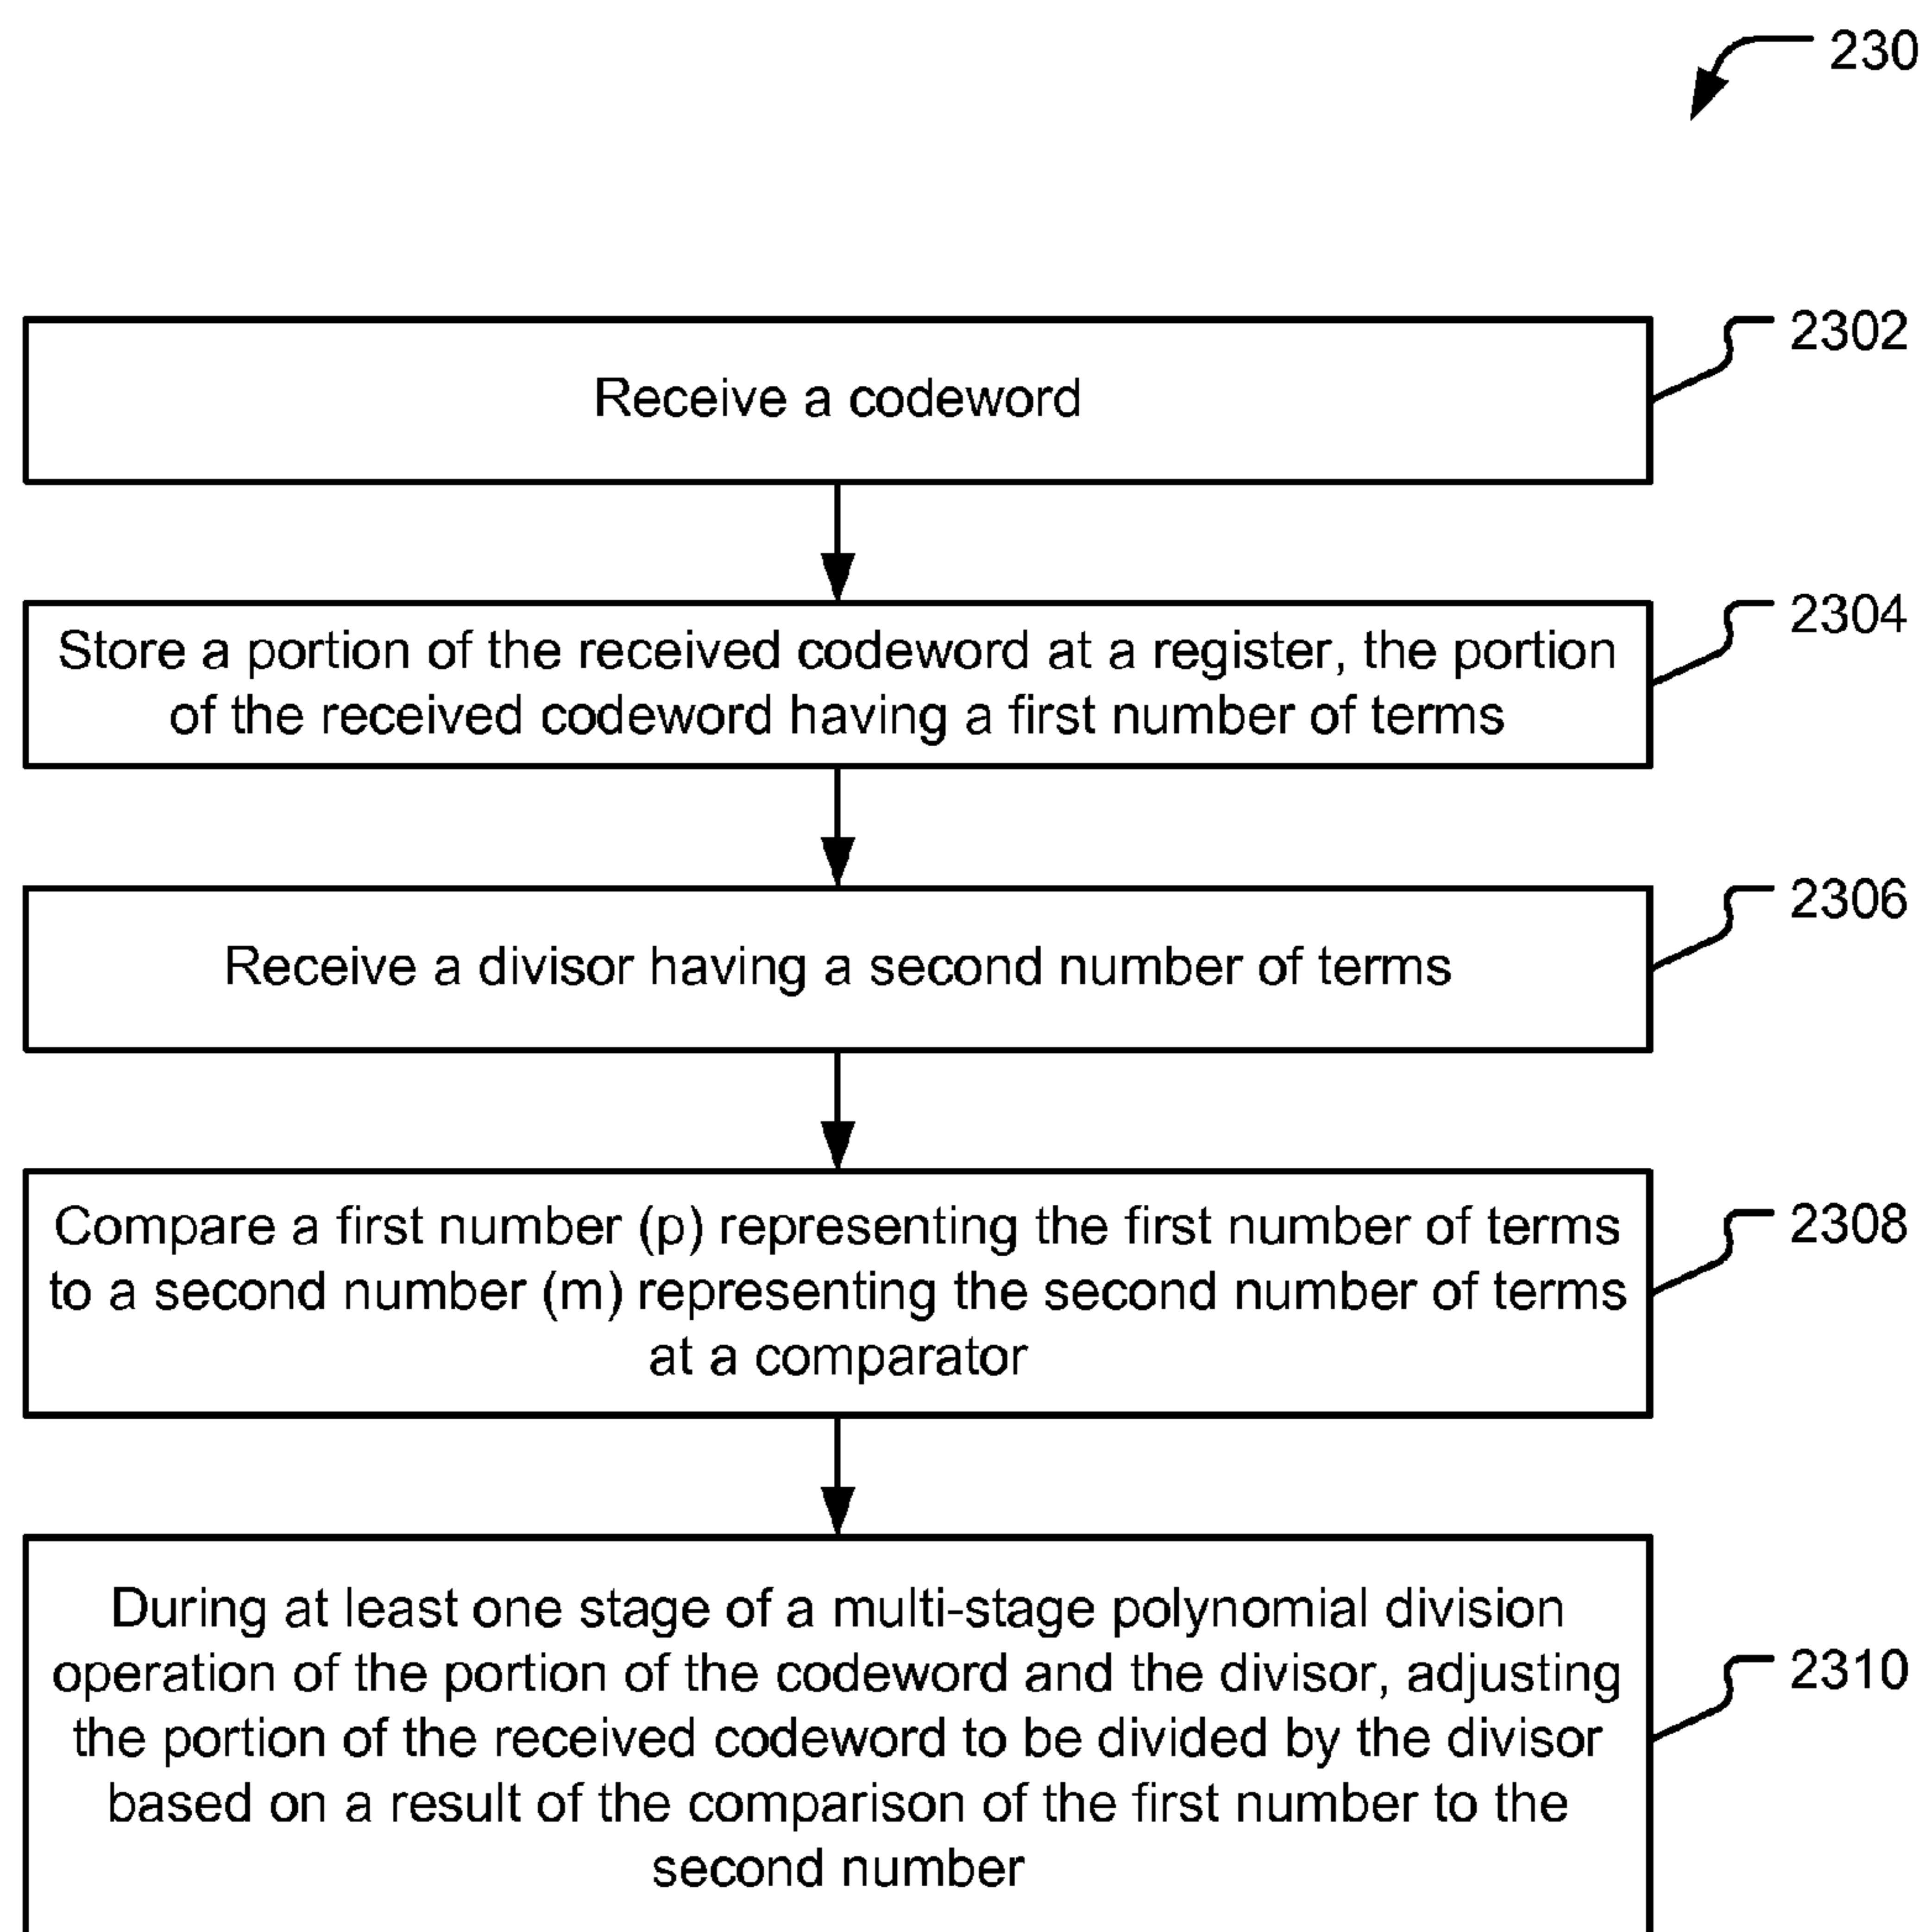 230
2302
Receive a codeword
2304
Store a portion of the received codeword at a register, the portion
of the received codeword having a first number of terms
2306
Receive a divisor having a second number of terms
2308
Compare a first number (p) representing the first number of terms
to a second number (m) representing the second number of terms
at a comparator
2310
During at least one stage of a multi-stage polynomial division
operation of the portion of the codeword and the divisor, adjusting
the portion of the received codeword to be divided by the divisor
based on a result of the comparison of the first number to the
second number